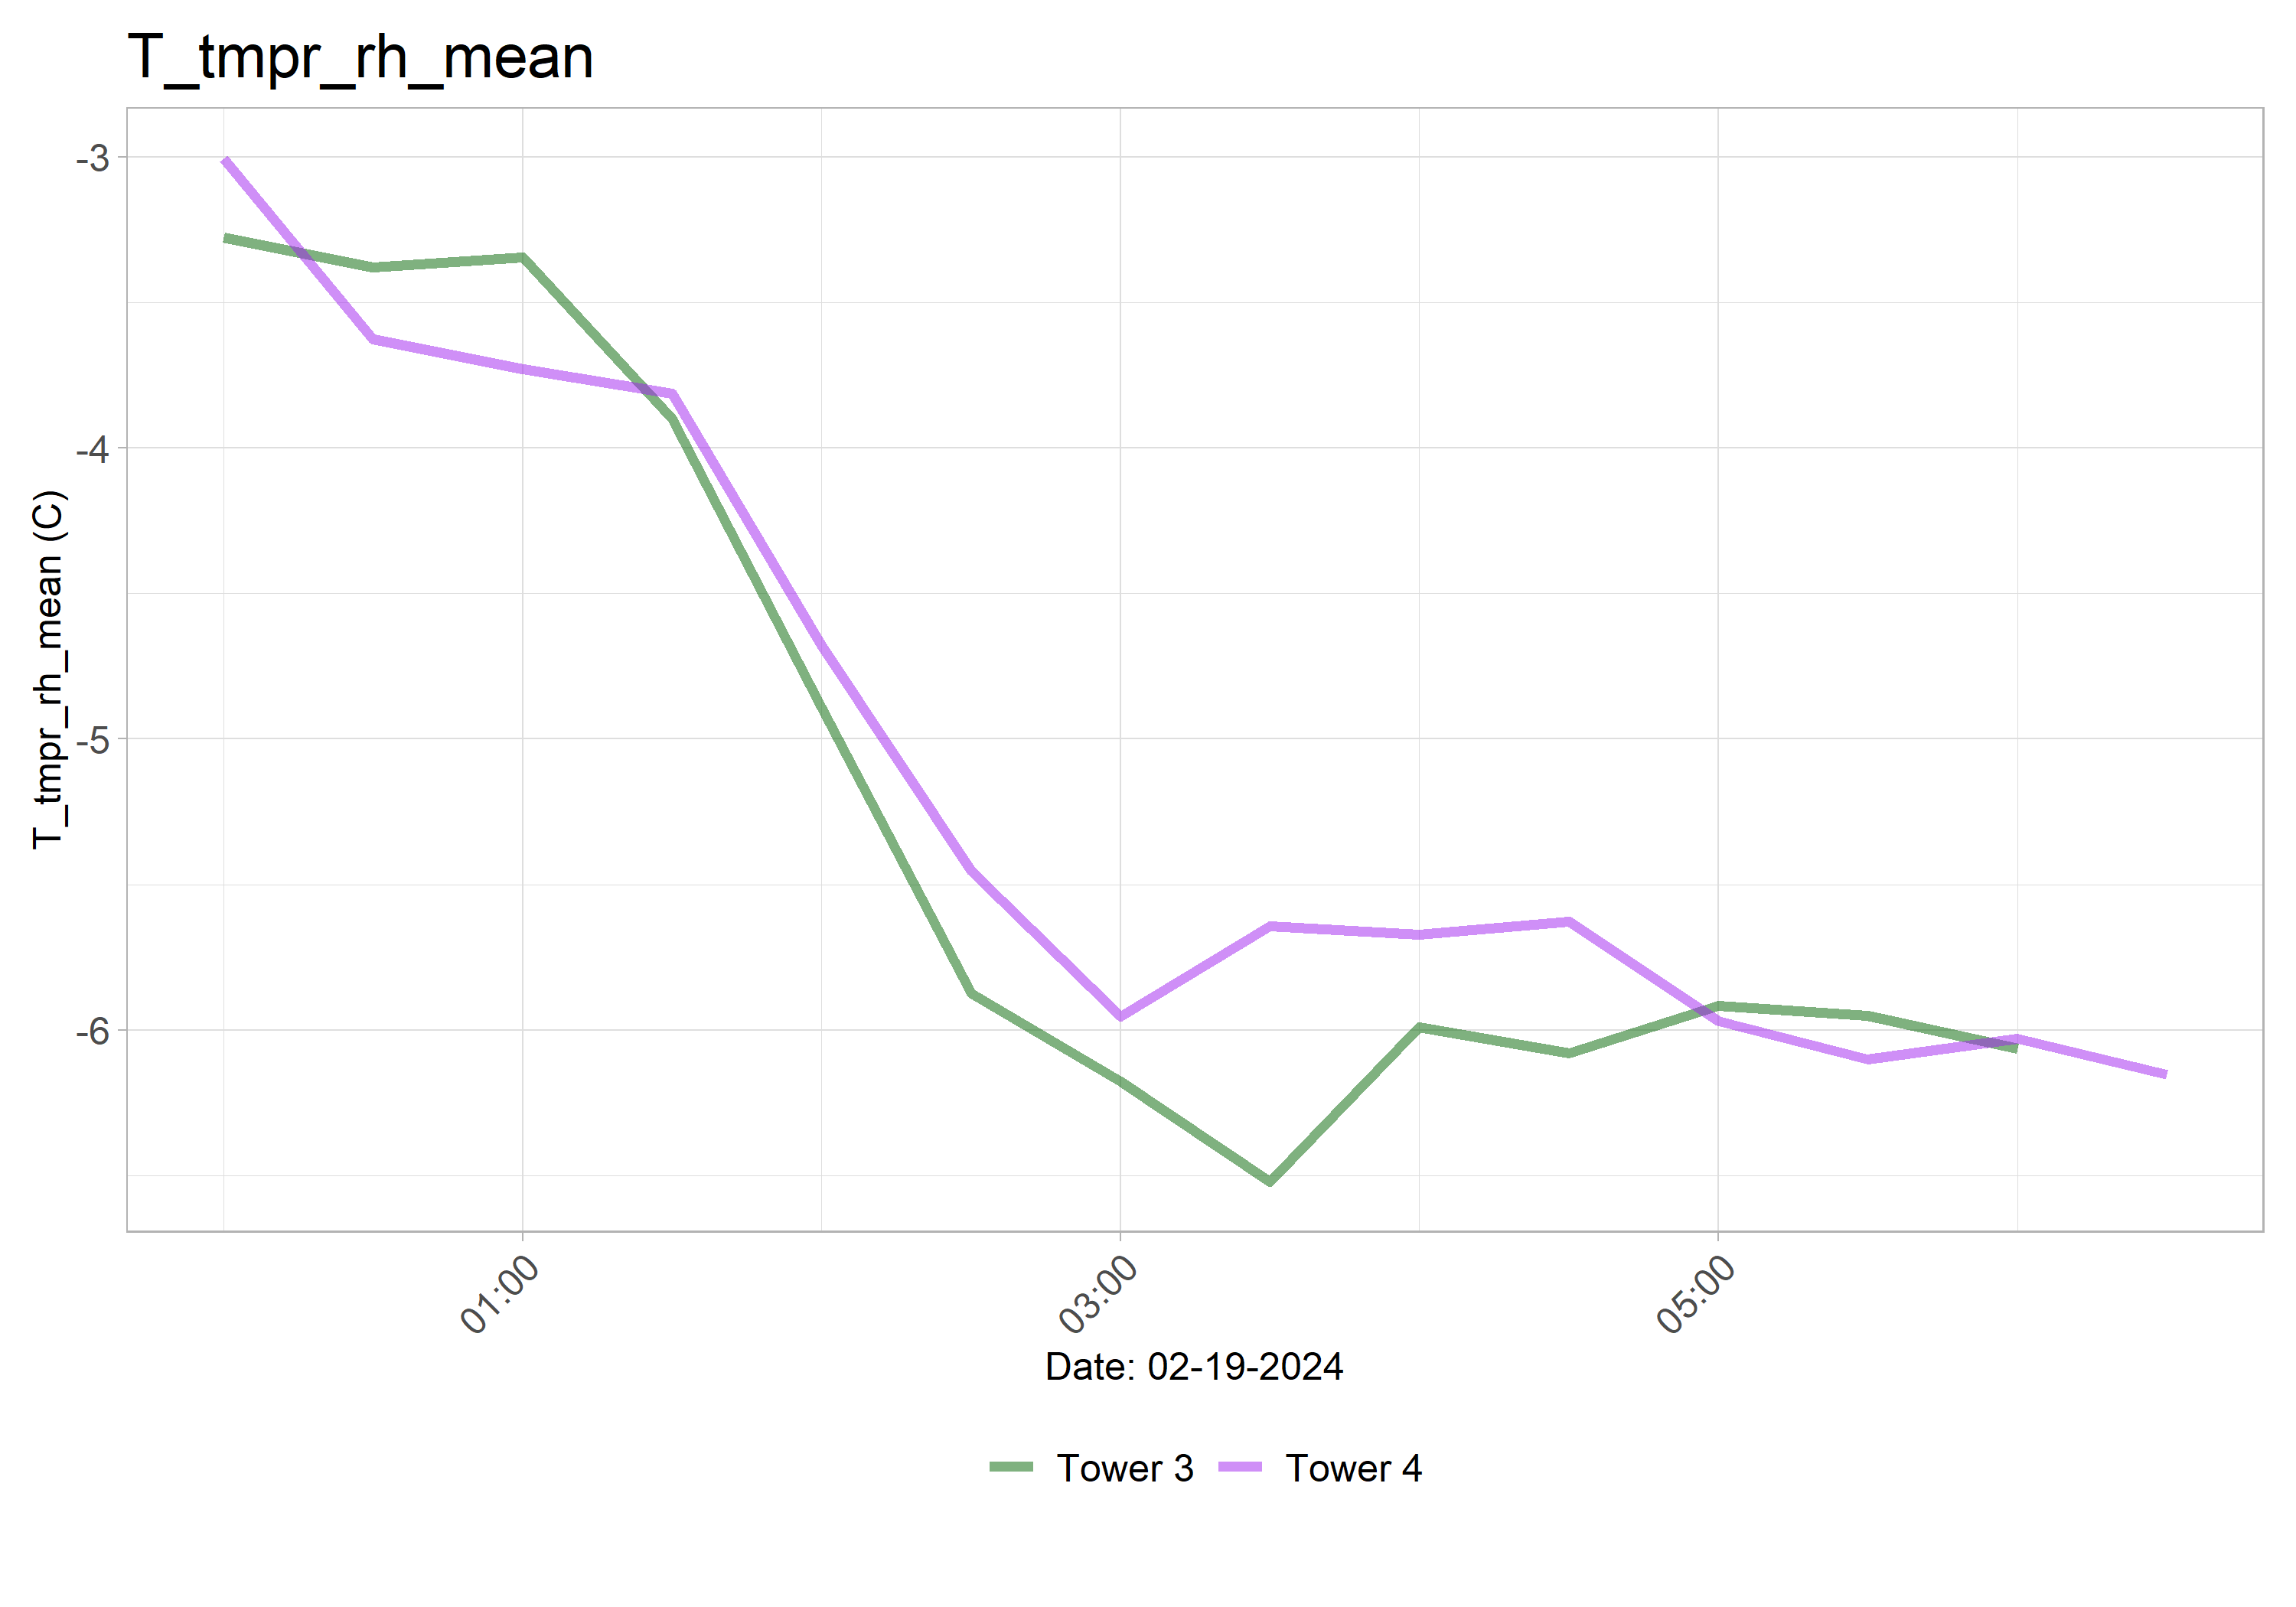 T_tmpr_rh_mean
T_tmpr_rh_mean (C)
-3
-4
-5
-6
01:00
03:00
05:00
Date: 02-19-2024
Tower 3
Tower 4